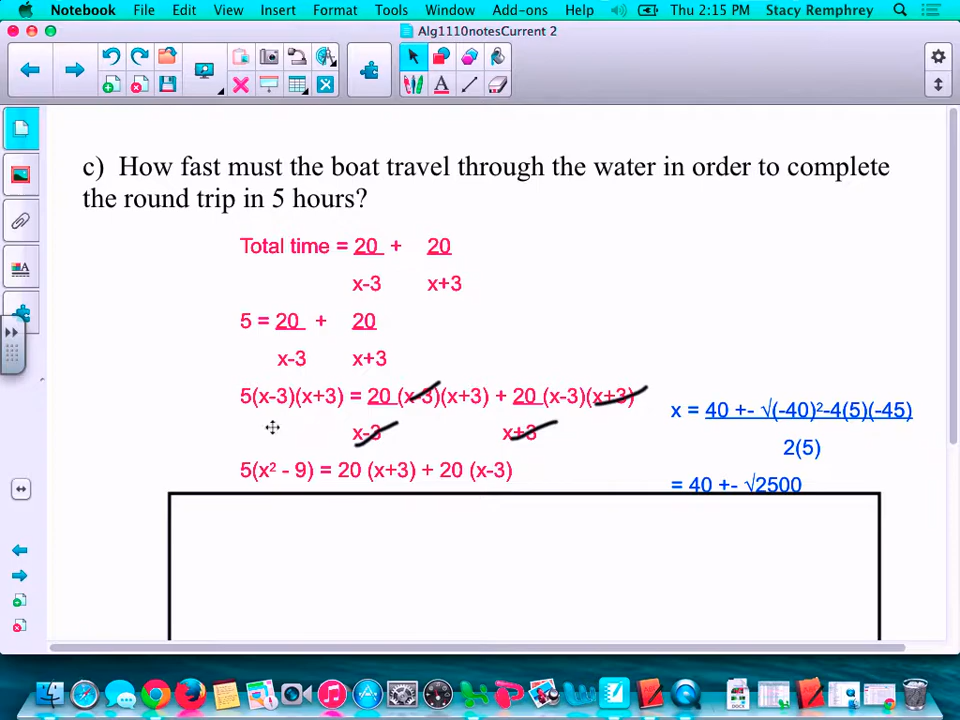 Notebook File Edit View Insert Format Tools Window Add-ons Help Thu 2:15 PM Stacy Remphrey
Alg1110notesCurrent 2
c) How fast must the boat travel through the water in order to complete
the round trip in 5 hours?
Total time = 20 + 20
x-3 x+3
5 = 20 + 20
x-3 x+3
5(x-3)(x+3) = 20 (x-3)(x+3) + 20 (x-3)(x+3)
x-3 x+3
5(x² - 9) = 20 (x+3) + 20 (x-3)
x = 40 +- √(-40)²-4(5)(-45)
2(5)
= 40 +- √2500